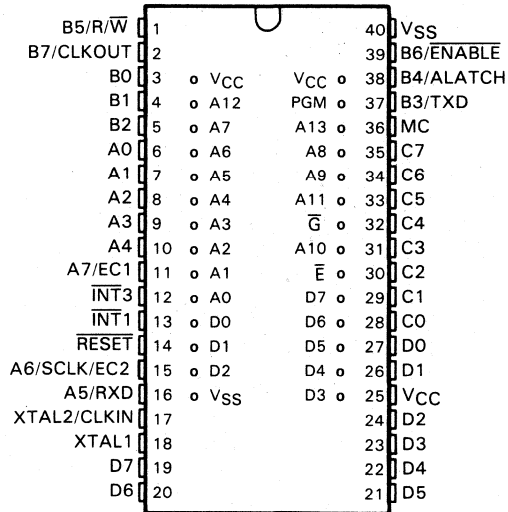 B5/R/W̅ 1 40 VSS
B7/CLKOUT 2 39 B6/E̅N̅A̅B̅L̅E̅
B0 3 o VCC VCC o 38 B4/ALATCH
B1 4 o A12 PGM o 37 B3/TXD
B2 5 o A7 A13 o 36 MC
A0 6 o A6 A8 o 35 C7
A1 7 o A5 A9 o 34 C6
A2 8 o A4 A11 o 33 C5
A3 9 o A3 G̅ o 32 C4
A4 10 o A2 A10 o 31 C3
A7/EC1 11 o A1 E̅ o 30 C2
I̅N̅T̅3 12 o A0 D7 o 29 C1
I̅N̅T̅1 13 o D0 D6 o 28 C0
R̅E̅S̅E̅T̅ 14 o D1 D5 o 27 D0
A6/SCLK/EC2 15 o D2 D4 o 26 D1
A5/RXD 16 o VSS D3 o 25 VCC
XTAL2/CLKIN 17 24 D2
XTAL1 18 23 D3
D7 19 22 D4
D6 20 21 D5